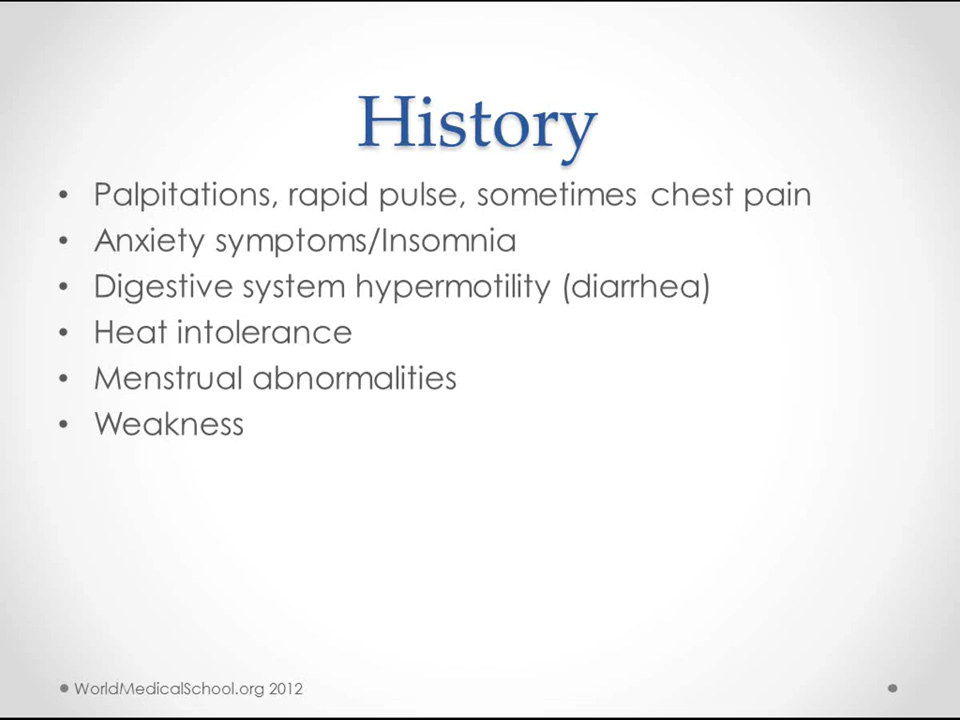 History
• Palpitations, rapid pulse, sometimes chest pain
• Anxiety symptoms/Insomnia
• Digestive system hypermotility (diarrhea)
• Heat intolerance
• Menstrual abnormalities
• Weakness
WorldMedicalSchool.org 2012